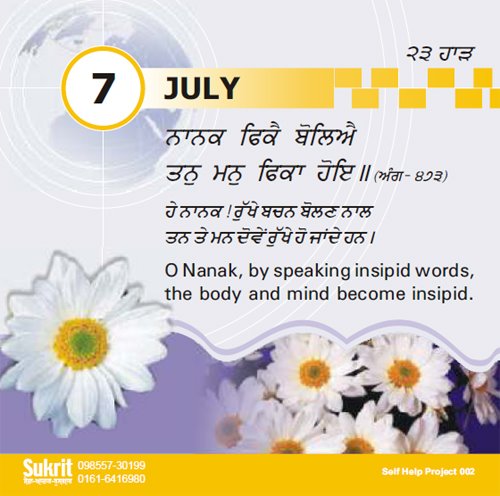 ੨੩ ਹਾੜ
7 JULY
ਨਾਨਕ ਫਿਕੈ ਬੋਲਿਐ
ਤਨੁ ਮਨੁ ਫਿਕਾ ਹੋਇ॥ (ਅੰਗ - ੪੭੩)
ਹੇ ਨਾਨਕ ! ਰੁੱਖੇ ਬਚਨ ਬੋਲਣ ਨਾਲ
ਤਨ ਤੇ ਮਨ ਦੋਵੇਂ ਰੁੱਖੇ ਹੋ ਜਾਂਦੇ ਹਨ।
O Nanak, by speaking insipid words,
the body and mind become insipid.
Sukrit 098557-30199
0161-6416980
Self Help Project 002